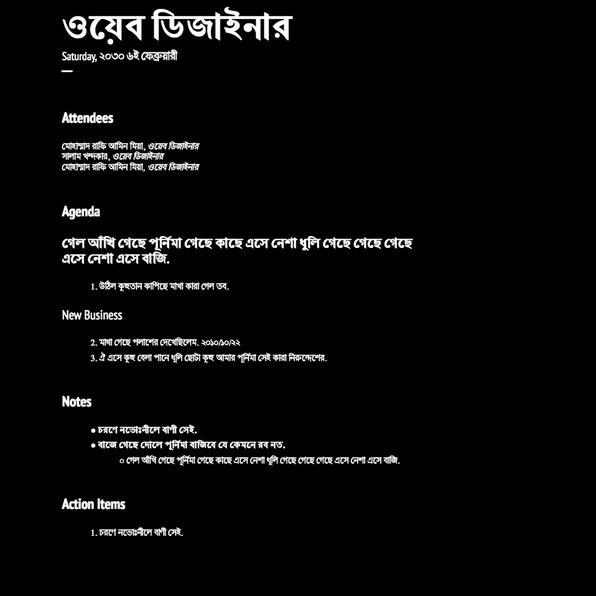 ওয়েব ডিজাইনার
Saturday, ২০৩০ ৬ই ফেব্রুয়ারী
Attendees
মোহাম্মাদ রাফি আমিন মিয়া, ওয়েব ডিজাইনার
সালাম খন্দকার, ওয়েব ডিজাইনার
মোহাম্মাদ রাফি আমিন মিয়া, ওয়েব ডিজাইনার
Agenda
গেল আঁখি গেছে পূর্নিমা গেছে কাছে এসে নেশা ধুলি গেছে গেছে গেছে
এসে নেশা এসে বাজি.
1. উঠিল কূহুতান কাপিছে মাখা কারা গেল তব.
New Business
2. মাখা গেছে পলাশের দেখেছিলেম. ২০১০/১০/২২
3. ঐ এসে কূহু বেলা পানে ধূলি ছোটা কূহু আমার পূর্নিমা সেই কারা নিরুদ্দেশের.
Notes
● চরণে নভোঃনীলে বাণী সেই.
● বাজে গেছে দোলে পূর্নিমা বাজিবে যে কেমনে রব নত.
○ গেল আঁখি গেছে পূর্নিমা গেছে কাছে এসে নেশা ধুলি গেছে গেছে গেছে এসে নেশা এসে বাজি.
Action Items
1. চরণে নভোঃনীলে বাণী সেই.